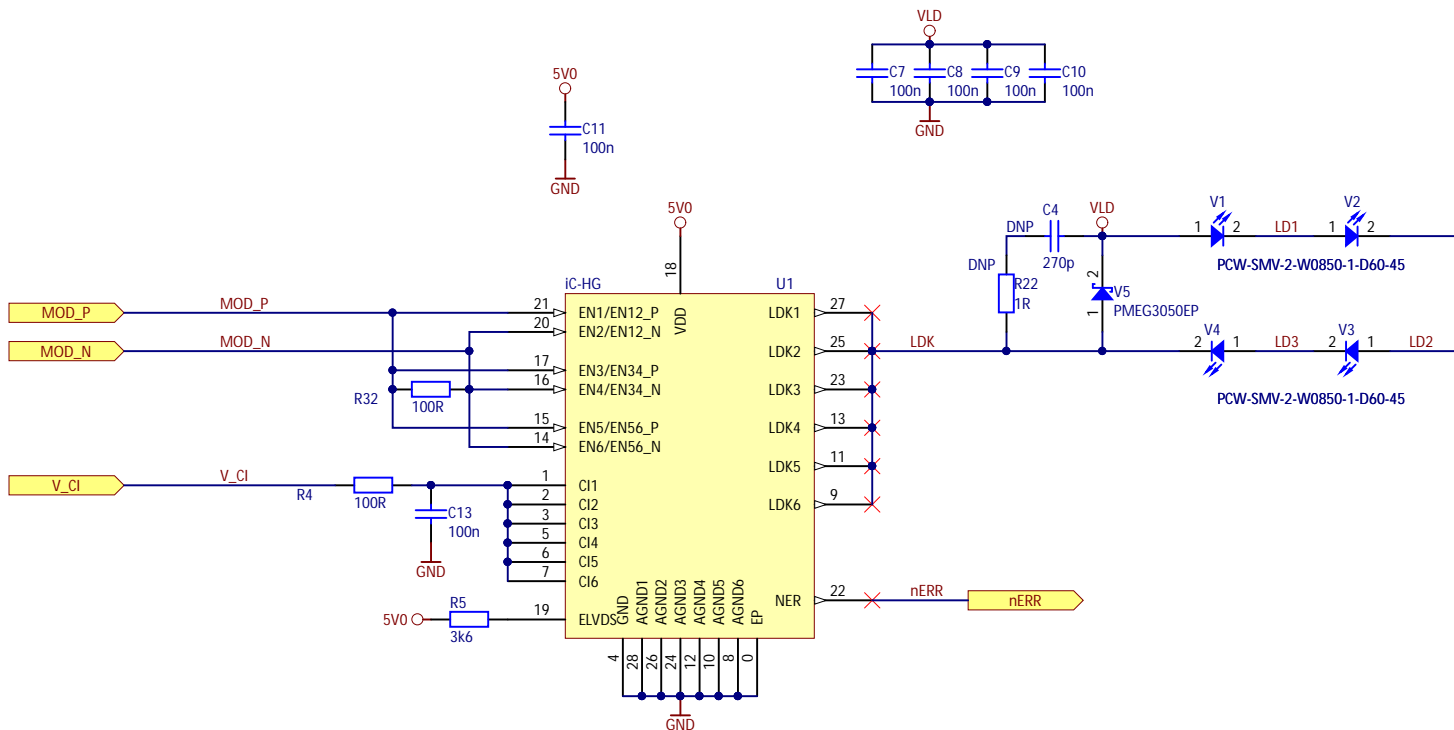 VLD
C7
100n
C8
100n
C9
100n
C10
100n
GND
5V0
C11
100n
GND
5V0
18
iC-HG
U1
VDD
MOD_P
MOD_P
MOD_N
MOD_N
21
EN1/EN12_P
20
EN2/EN12_N
17
EN3/EN34_P
16
EN4/EN34_N
15
EN5/EN56_P
14
EN6/EN56_N
R32
100R
V_CI
V_CI
R4
100R
C13
100n
GND
1
CI1
2
CI2
3
CI3
5
CI4
6
CI5
7
CI6
5V0
R5
3k6
19
ELVDS
GND
AGND1
AGND2
AGND3
AGND4
AGND5
AGND6
EP
4
28
26
24
12
10
8
0
GND
LDK1
27
LDK2
25
LDK3
23
LDK4
13
LDK5
11
LDK6
9
NER
22
nERR
nERR
LDK
DNP
C4
270p
DNP
R22
1R
VLD
2
V5
PMEG3050EP
1
V1
1
2
LD1
V2
1
2
PCW-SMV-2-W0850-1-D60-45
V4
2
1
LD3
V3
2
1
LD2
PCW-SMV-2-W0850-1-D60-45